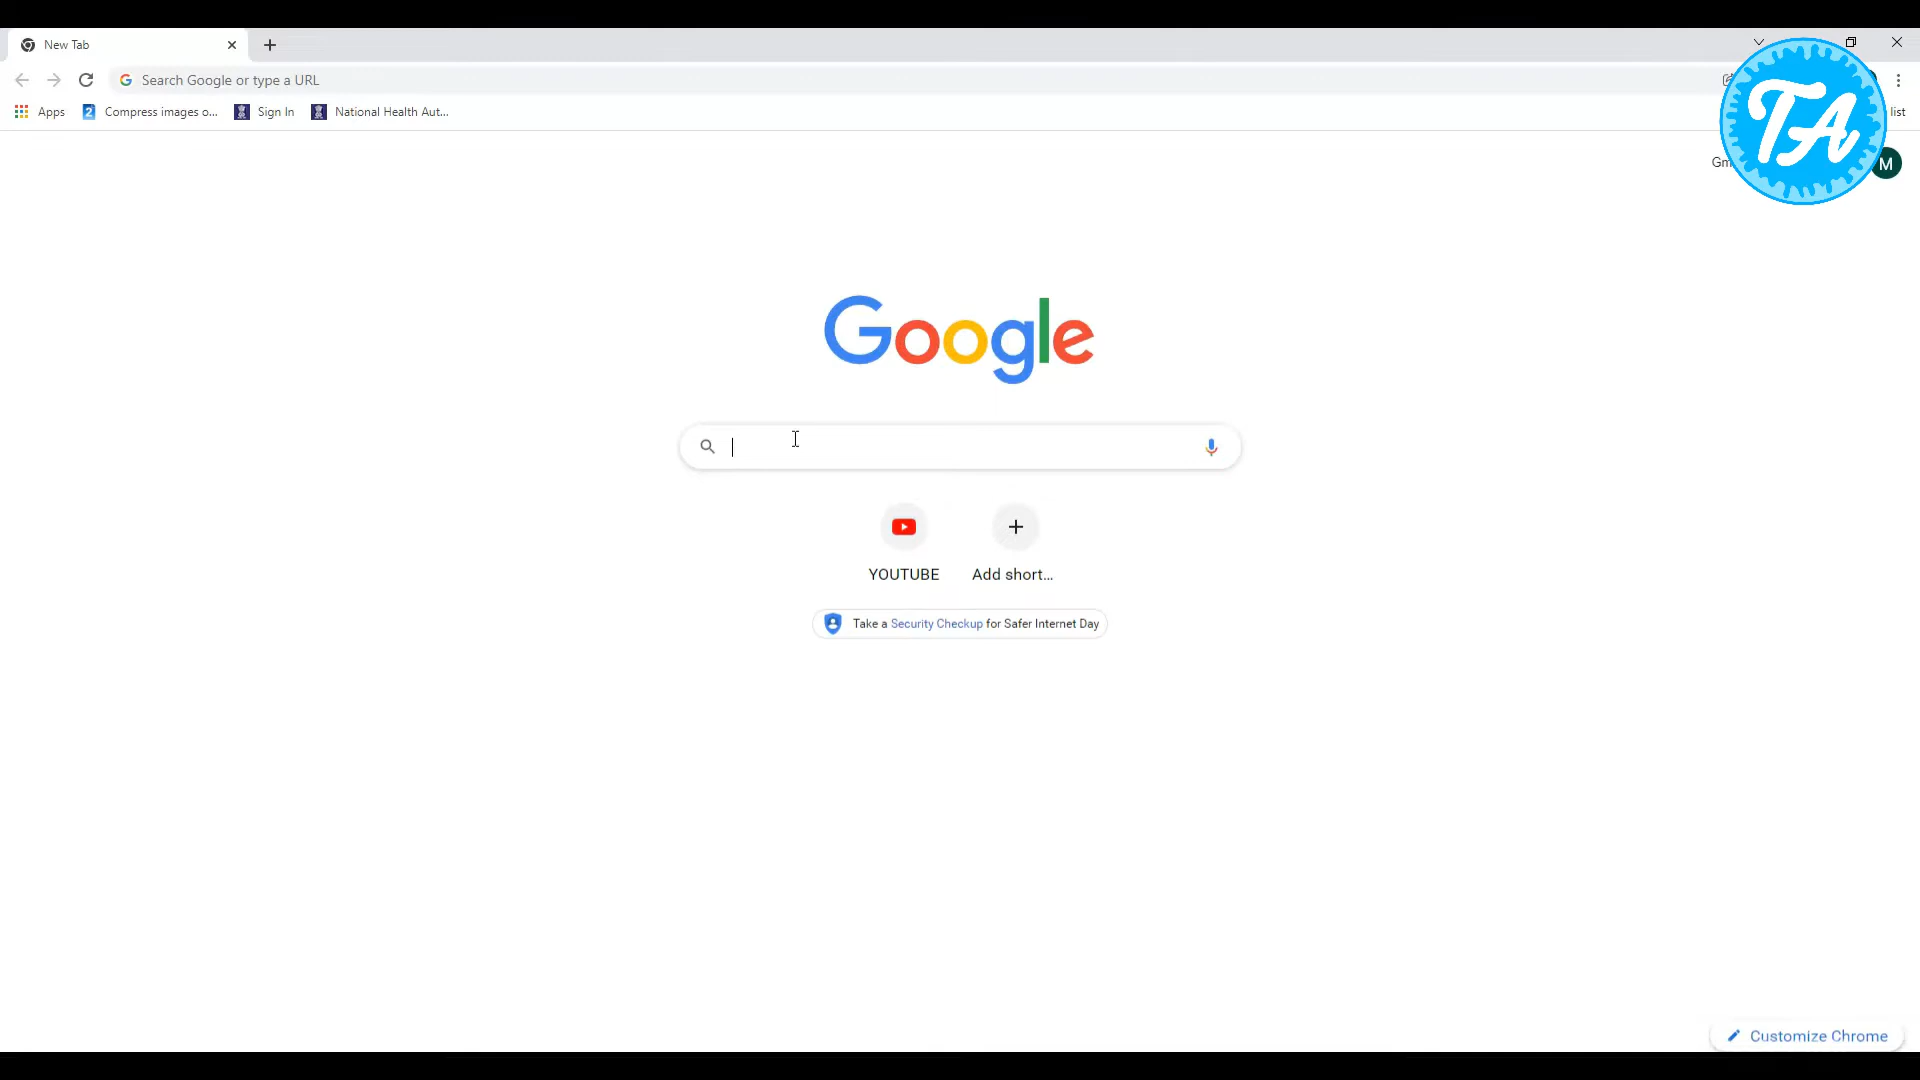 New Tab
Search Google or type a URL
Apps
Compress images o...
Sign In
National Health Aut...
list
TA
Gm
M
Google
YOUTUBE
Add short...
Take a Security Checkup for Safer Internet Day
Customize Chrome